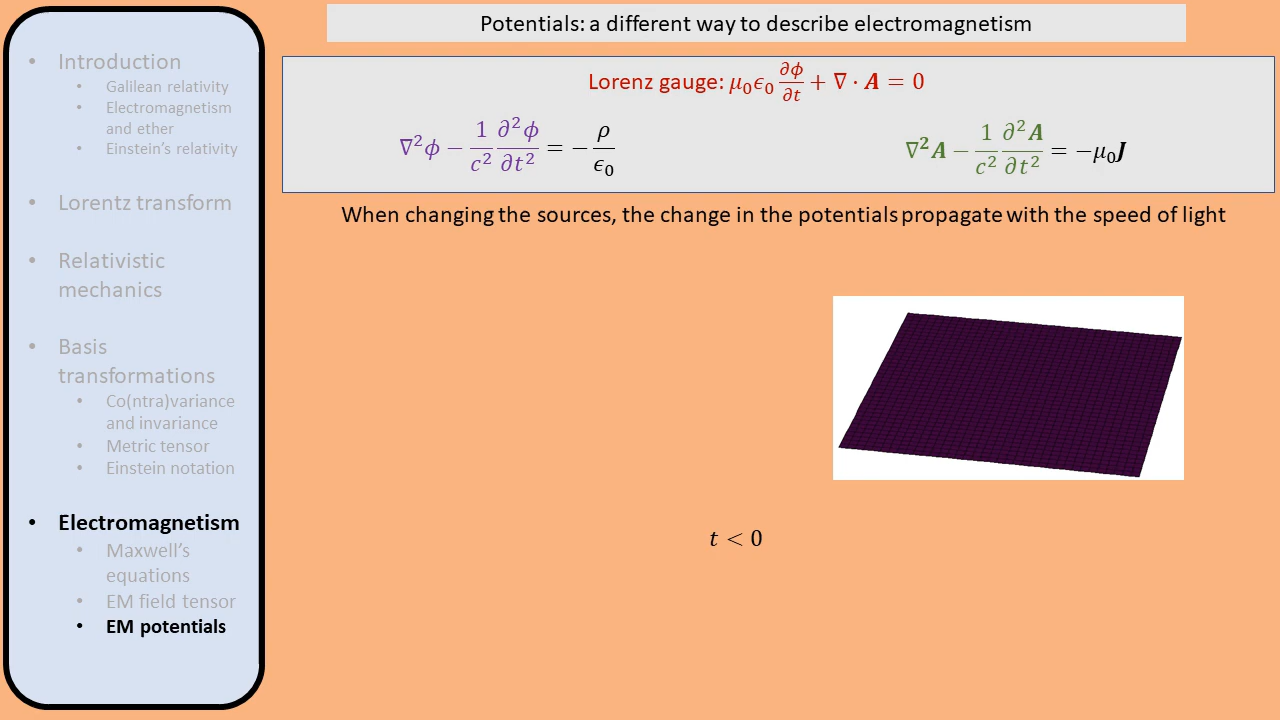 Potentials: a different way to describe electromagnetism
• Introduction
• Galilean relativity
• Electromagnetism
and ether
• Einstein's relativity
• Lorentz transform
• Relativistic
mechanics
• Basis
transformations
• Co(ntra)variance
and invariance
• Metric tensor
• Einstein notation
• Electromagnetism
• Maxwell's
equations
• EM field tensor
• EM potentials
Lorenz gauge: μ₀ϵ₀ ∂ϕ/∂t + ∇ · A = 0
∇²ϕ − 1/c² ∂²ϕ/∂t² = − ρ/ϵ₀
∇²A − 1/c² ∂²A/∂t² = −μ₀J
When changing the sources, the change in the potentials propagate with the speed of light
t < 0